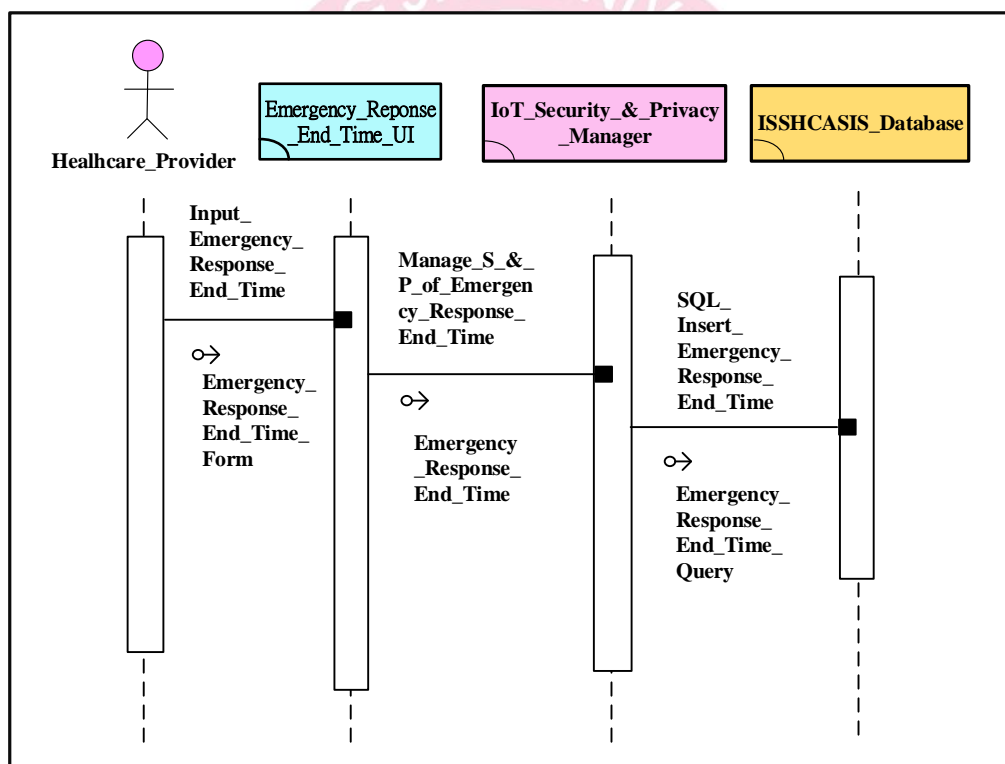 Emergency_Reponse
_End_Time_UI
IoT_Security_&_Privacy
_Manager
ISSHCASIS_Database
Healhcare_Provider
Input_
Emergency_
Response_
End_Time
Manage_S_&_
P_of_Emergen
cy_Response_
End_Time
SQL_
Insert_
Emergency_
Response_
End_Time
Emergency_
Response_
End_Time_
Form
Emergency
_Response_
End_Time
Emergency_
Response_
End_Time_
Query